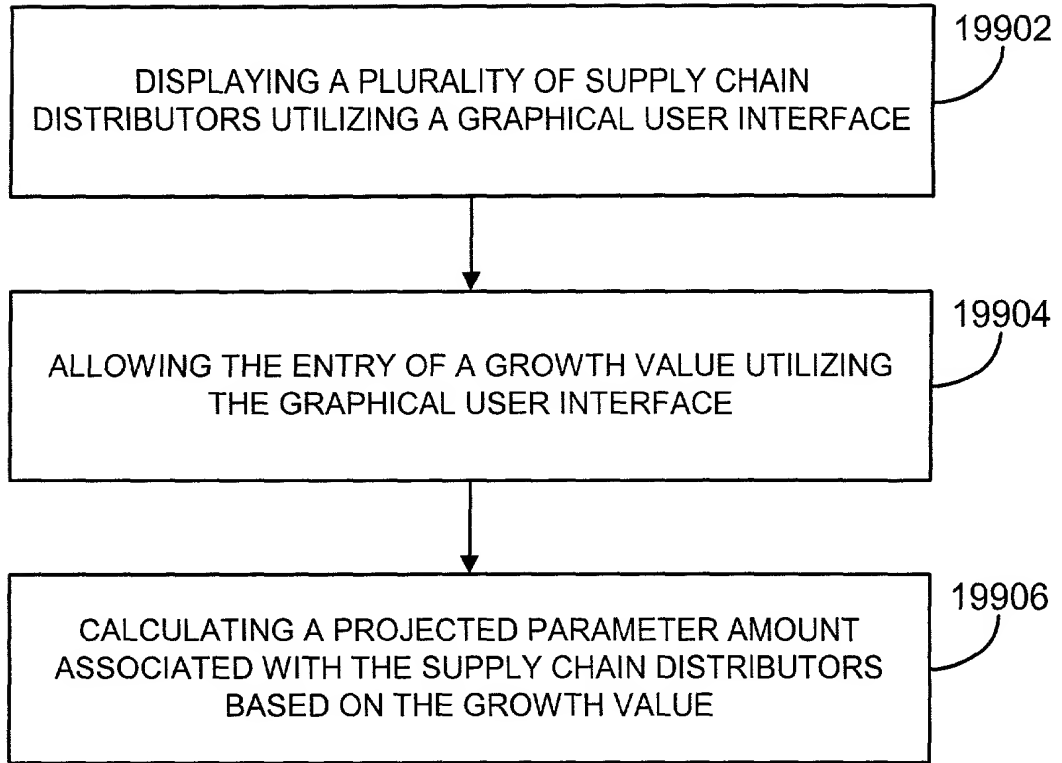 19902
DISPLAYING A PLURALITY OF SUPPLY CHAIN
DISTRIBUTORS UTILIZING A GRAPHICAL USER INTERFACE
19904
ALLOWING THE ENTRY OF A GROWTH VALUE UTILIZING
THE GRAPHICAL USER INTERFACE
19906
CALCULATING A PROJECTED PARAMETER AMOUNT
ASSOCIATED WITH THE SUPPLY CHAIN DISTRIBUTORS
BASED ON THE GROWTH VALUE